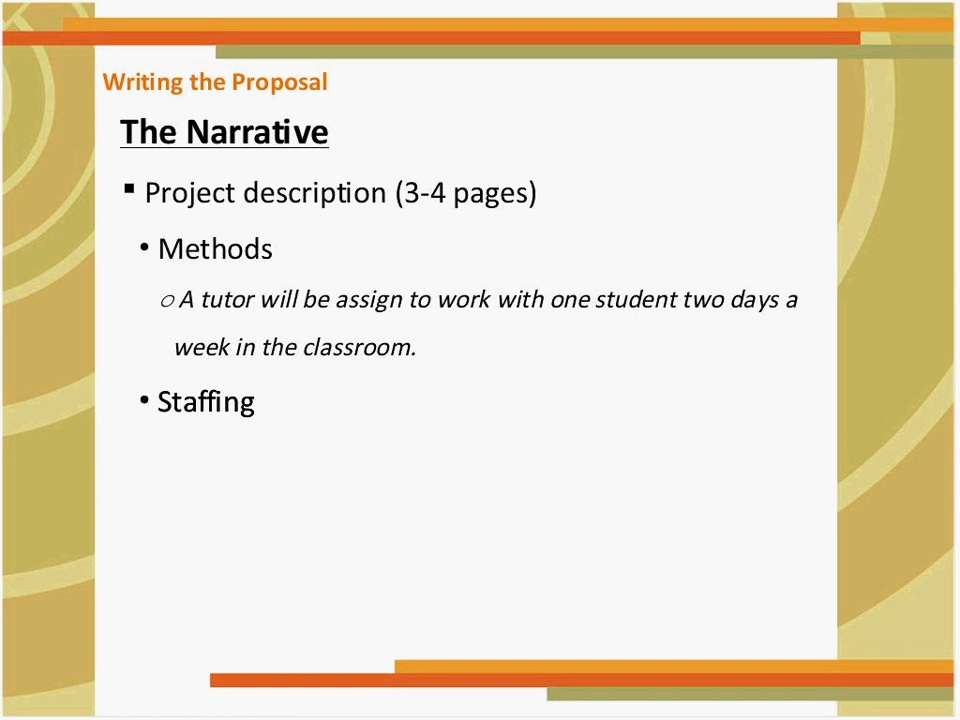 Writing the Proposal
The Narrative
▪ Project description (3-4 pages)
• Methods
○ A tutor will be assign to work with one student two days a
week in the classroom.
• Staffing